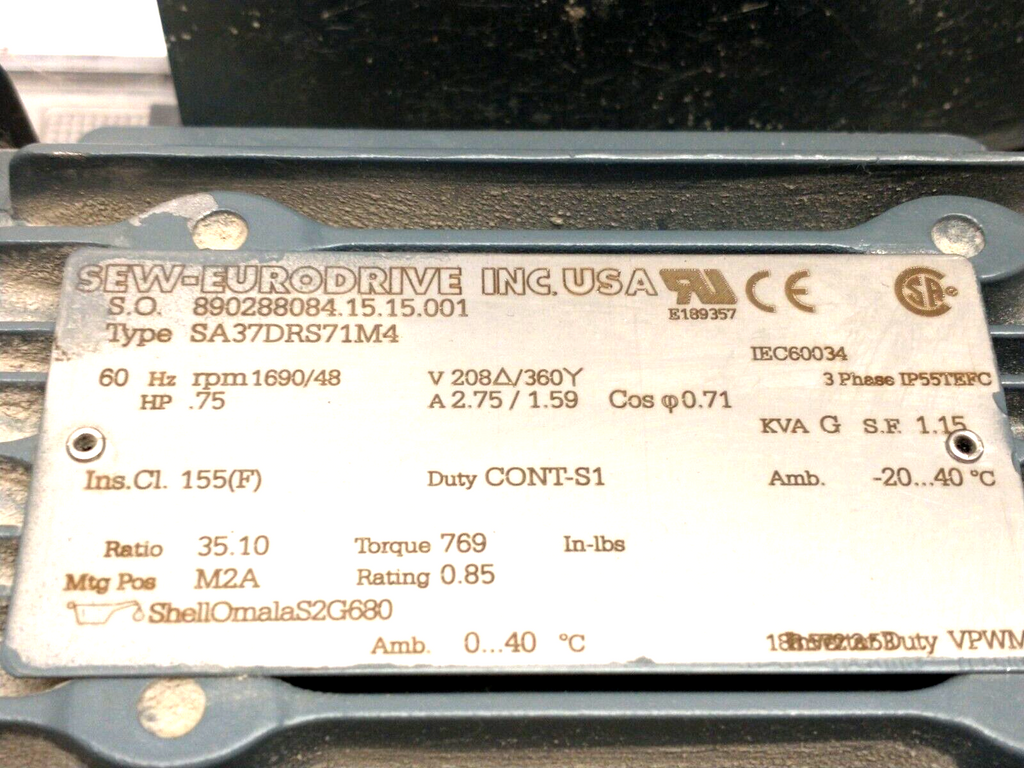 SEW-EURODRIVE INC. USA
E189357
S.O. 890288084.15.15.001
Type SA37DRS71M4
IEC60034
60 Hz rpm 1690/48 V 208Δ/360Y 3 Phase IP55TEFC
HP .75 A 2.75 / 1.59 Cos φ 0.71
KVA G S.F. 1.15
Ins.Cl. 155(F) Duty CONT-S1 Amb. -20...40 °C
Ratio 35.10 Torque 769 In-lbs
Mtg Pos M2A Rating 0.85
ShellOmalaS2G680
Amb. 0...40 °C Duty VPWM